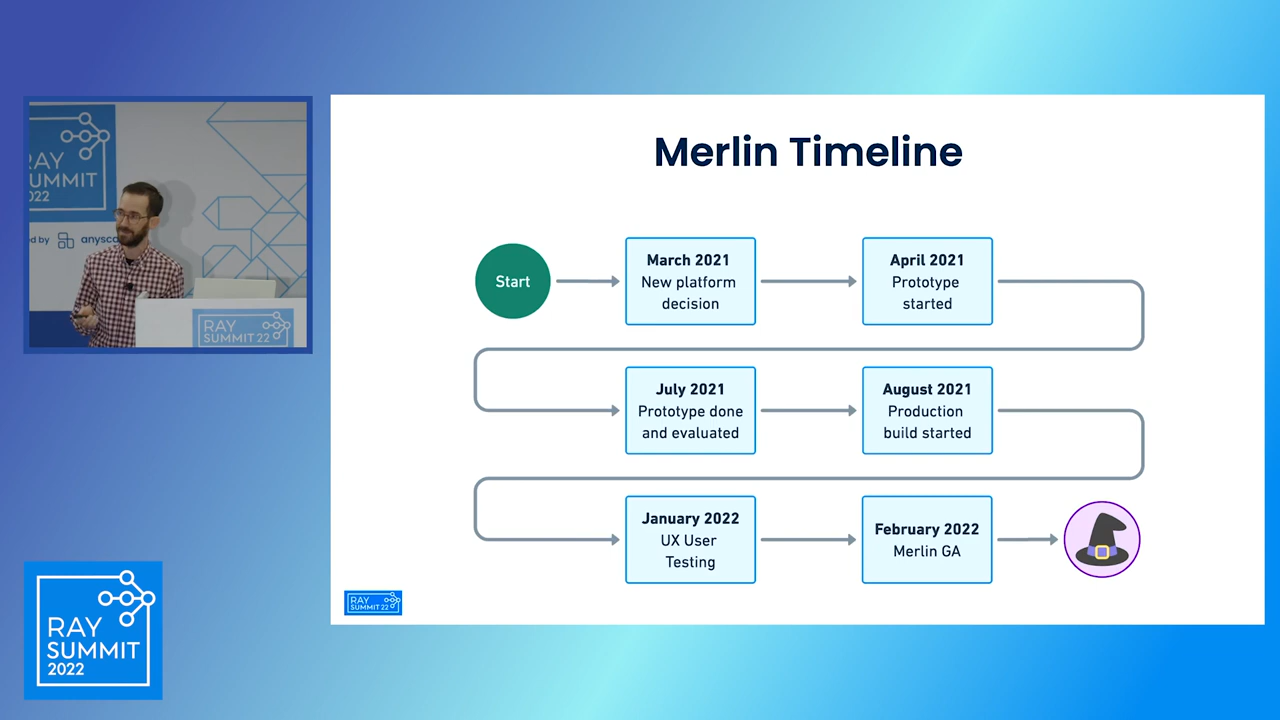 RAY
SUMMIT
2022
Merlin Timeline
Start
March 2021
New platform
decision
April 2021
Prototype
started
July 2021
Prototype done
and evaluated
August 2021
Production
build started
January 2022
UX User
Testing
February 2022
Merlin GA
RAY
SUMMIT 22
RAY
SUMMIT 22
RAY
SUMMIT
2022